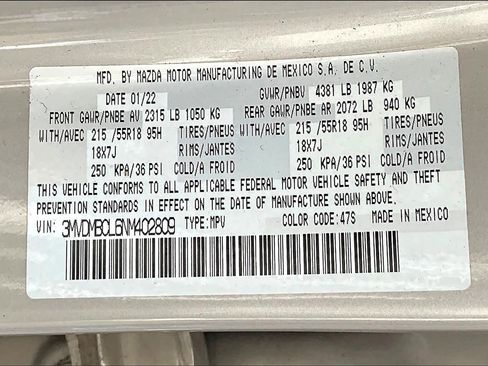 MFD. BY MAZDA MOTOR MANUFACTURING DE MEXICO S.A. DE C.V.
DATE 01/22 GVWR/PNBV 4381 LB 1987 KG
FRONT GAWR/PNBE AV 2315 LB 1050 KG REAR GAWR/PNBE AR 2072 LB 940 KG
WITH/AVEC 215 /55R18 95H TIRES/PNEUS WITH/AVEC 215 /55R18 95H TIRES/PNEUS
18X7J RIMS/JANTES 18X7J RIMS/JANTES
250 KPA/36 PSI COLD/A FROID 250 KPA/36 PSI COLD/A FROID
THIS VEHICLE CONFORMS TO ALL APPLICABLE FEDERAL MOTOR VEHICLE SAFETY AND THEFT
PREVENTION STANDARDS IN EFFECT ON THE DATE OF MANUFACTURE SHOWN ABOVE.
VIN: 3MVDMBCL6NM402809 TYPE:MPV COLOR CODE:47S MADE IN MEXICO